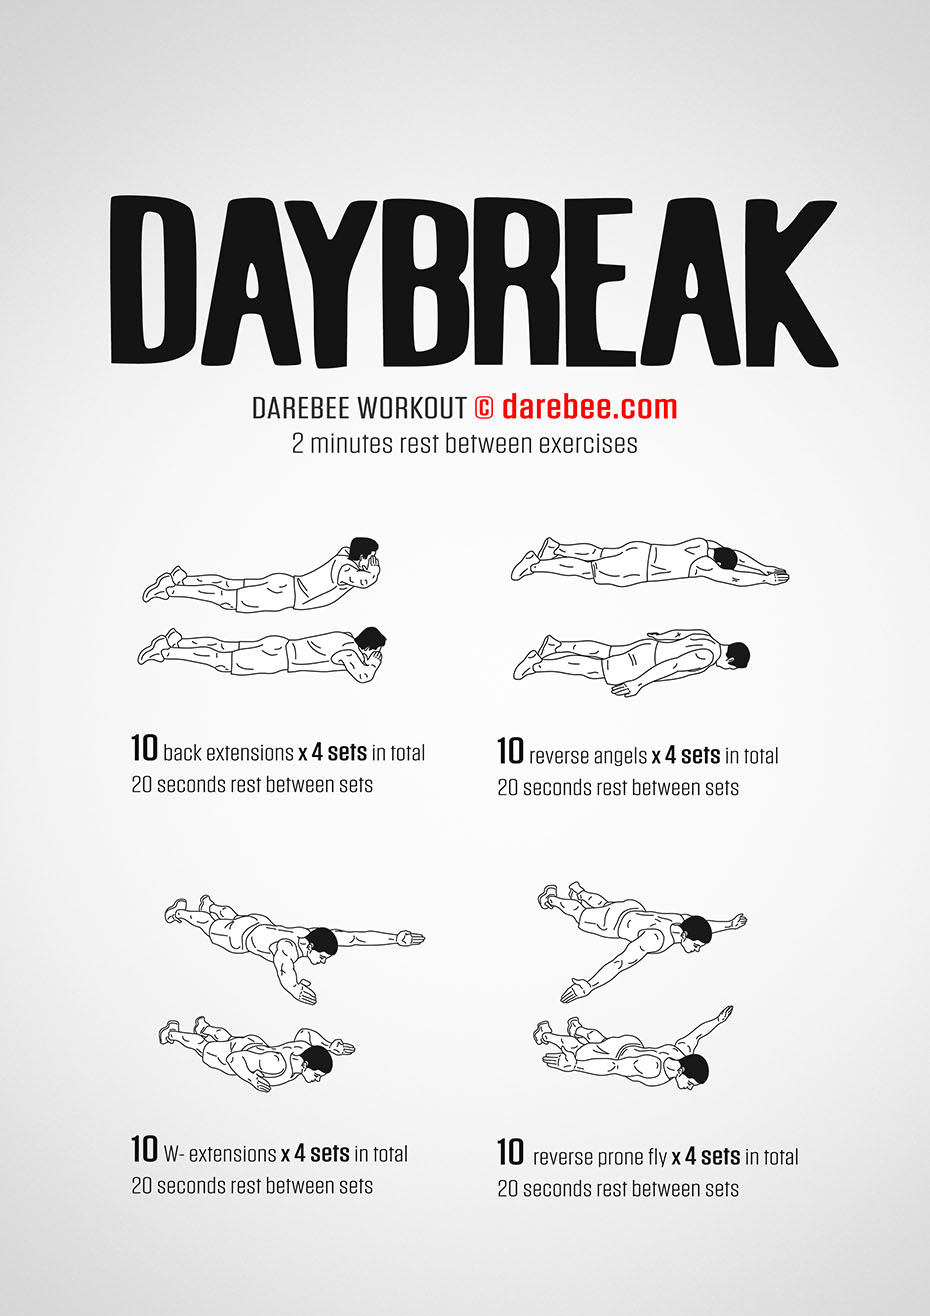 DAYBREAK
DAREBEE WORKOUT © darebee.com
2 minutes rest between exercises
10 back extensions x 4 sets in total
20 seconds rest between sets
10 reverse angels x 4 sets in total
20 seconds rest between sets
10 W- extensions x 4 sets in total
20 seconds rest between sets
10 reverse prone fly x 4 sets in total
20 seconds rest between sets